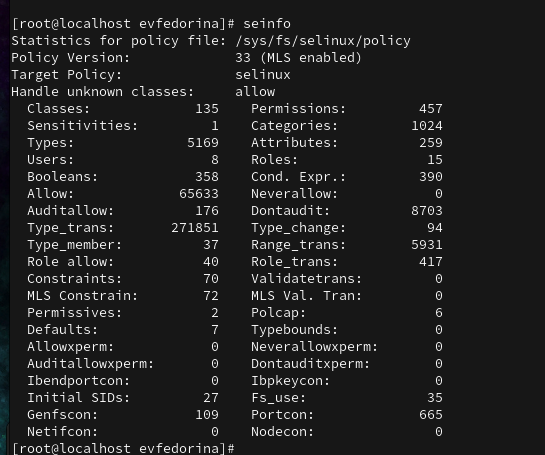 [root@localhost evfedorina]# seinfo
Statistics for policy file: /sys/fs/selinux/policy
Policy Version:             33 (MLS enabled)
Target Policy:              selinux
Handle unknown classes:     allow
  Classes:             135    Permissions:         457
  Sensitivities:         1    Categories:         1024
  Types:              5169    Attributes:          259
  Users:                 8    Roles:                15
  Booleans:            358    Cond. Expr.:         390
  Allow:             65633    Neverallow:            0
  Auditallow:          176    Dontaudit:          8703
  Type_trans:       271851    Type_change:          94
  Type_member:          37    Range_trans:        5931
  Role allow:           40    Role_trans:          417
  Constraints:          70    Validatetrans:         0
  MLS Constrain:        72    MLS Val. Tran:         0
  Permissives:           2    Polcap:                6
  Defaults:              7    Typebounds:            0
  Allowxperm:            0    Neverallowxperm:       0
  Auditallowxperm:       0    Dontauditxperm:        0
  Ibendportcon:          0    Ibpkeycon:             0
  Initial SIDs:         27    Fs_use:               35
  Genfscon:            109    Portcon:             665
  Netifcon:              0    Nodecon:               0
[root@localhost evfedorina]#